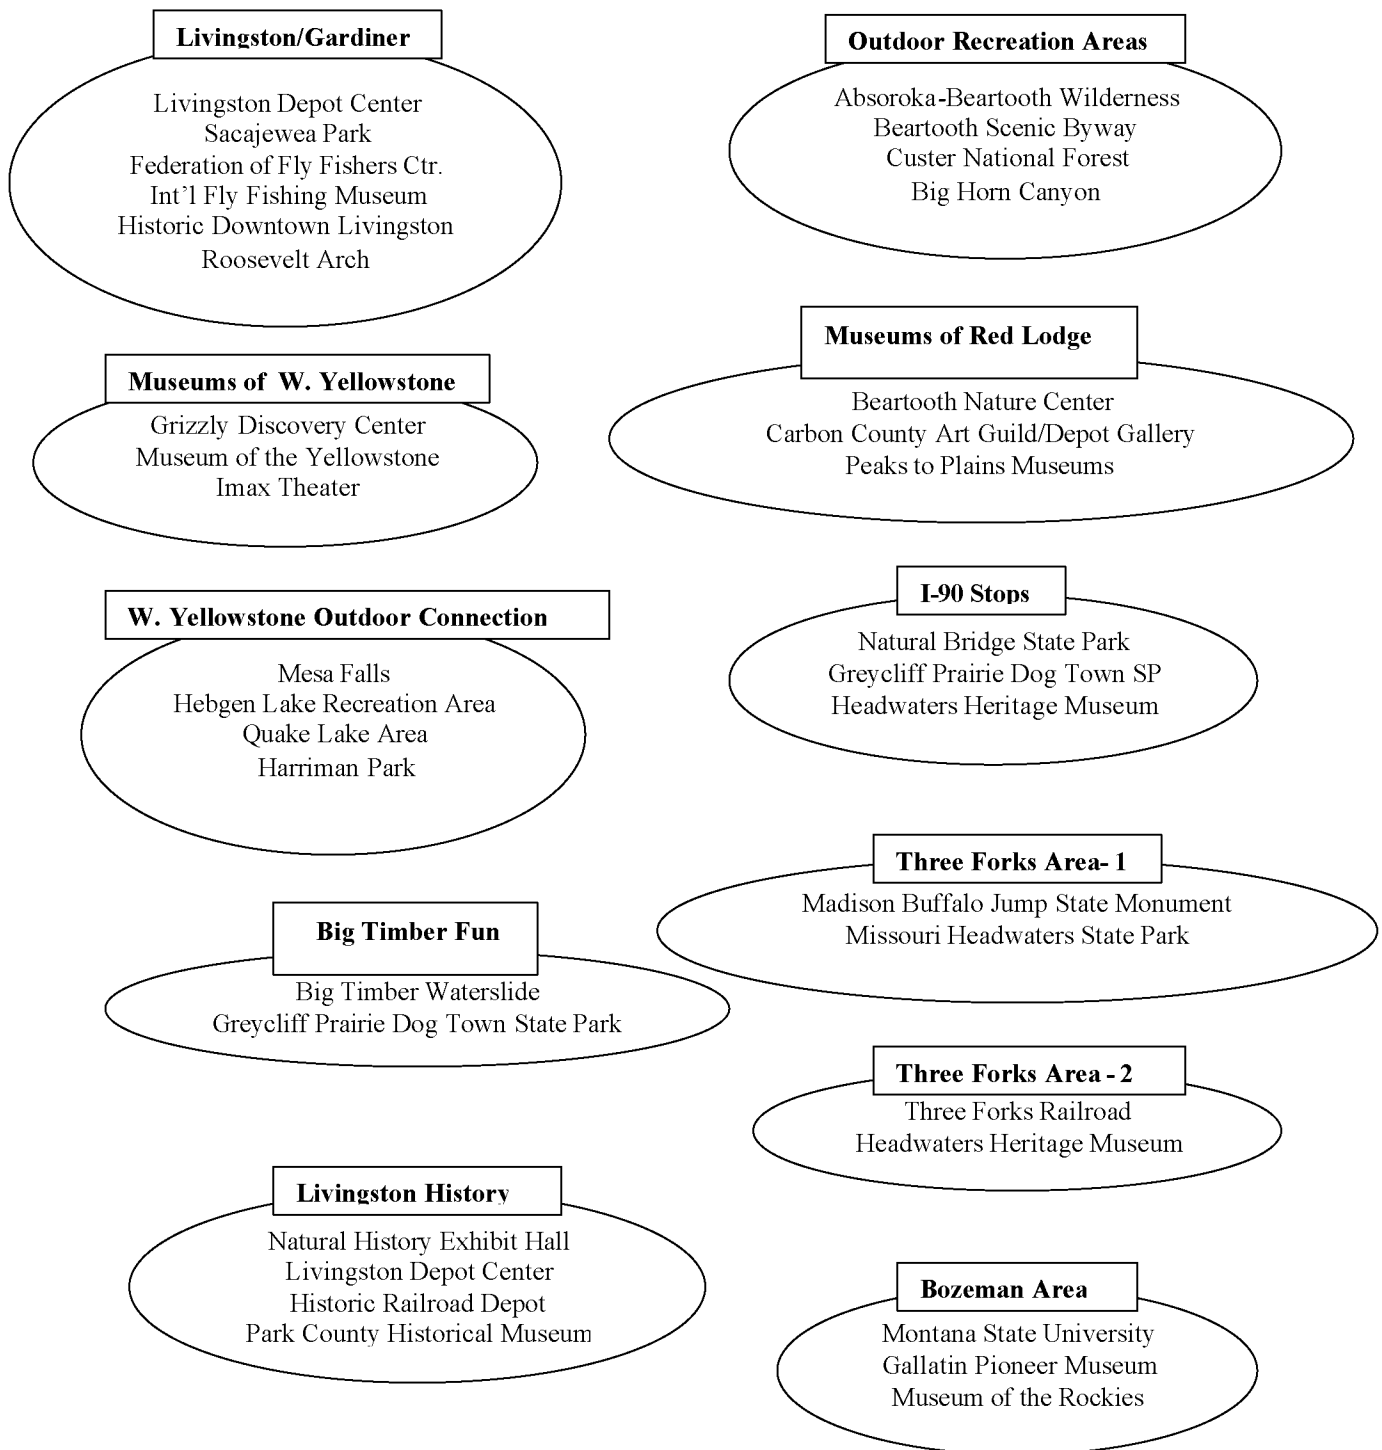 Livingston/Gardiner
Livingston Depot Center
Sacajewea Park
Federation of Fly Fishers Ctr.
Int'l Fly Fishing Museum
Historic Downtown Livingston
Roosevelt Arch
Museums of W. Yellowstone
Grizzly Discovery Center
Museum of the Yellowstone
Imax Theater
W. Yellowstone Outdoor Connection
Mesa Falls
Hebgen Lake Recreation Area
Quake Lake Area
Harriman Park
Big Timber Fun
Big Timber Waterslide
Greycliff Prairie Dog Town State Park
Livingston History
Natural History Exhibit Hall
Livingston Depot Center
Historic Railroad Depot
Park County Historical Museum
Outdoor Recreation Areas
Absoroka-Beartooth Wilderness
Beartooth Scenic Byway
Custer National Forest
Big Horn Canyon
Museums of Red Lodge
Beartooth Nature Center
Carbon County Art Guild/Depot Gallery
Peaks to Plains Museums
I-90 Stops
Natural Bridge State Park
Greycliff Prairie Dog Town SP
Headwaters Heritage Museum
Three Forks Area- 1
Madison Buffalo Jump State Monument
Missouri Headwaters State Park
Three Forks Area - 2
Three Forks Railroad
Headwaters Heritage Museum
Bozeman Area
Montana State University
Gallatin Pioneer Museum
Museum of the Rockies